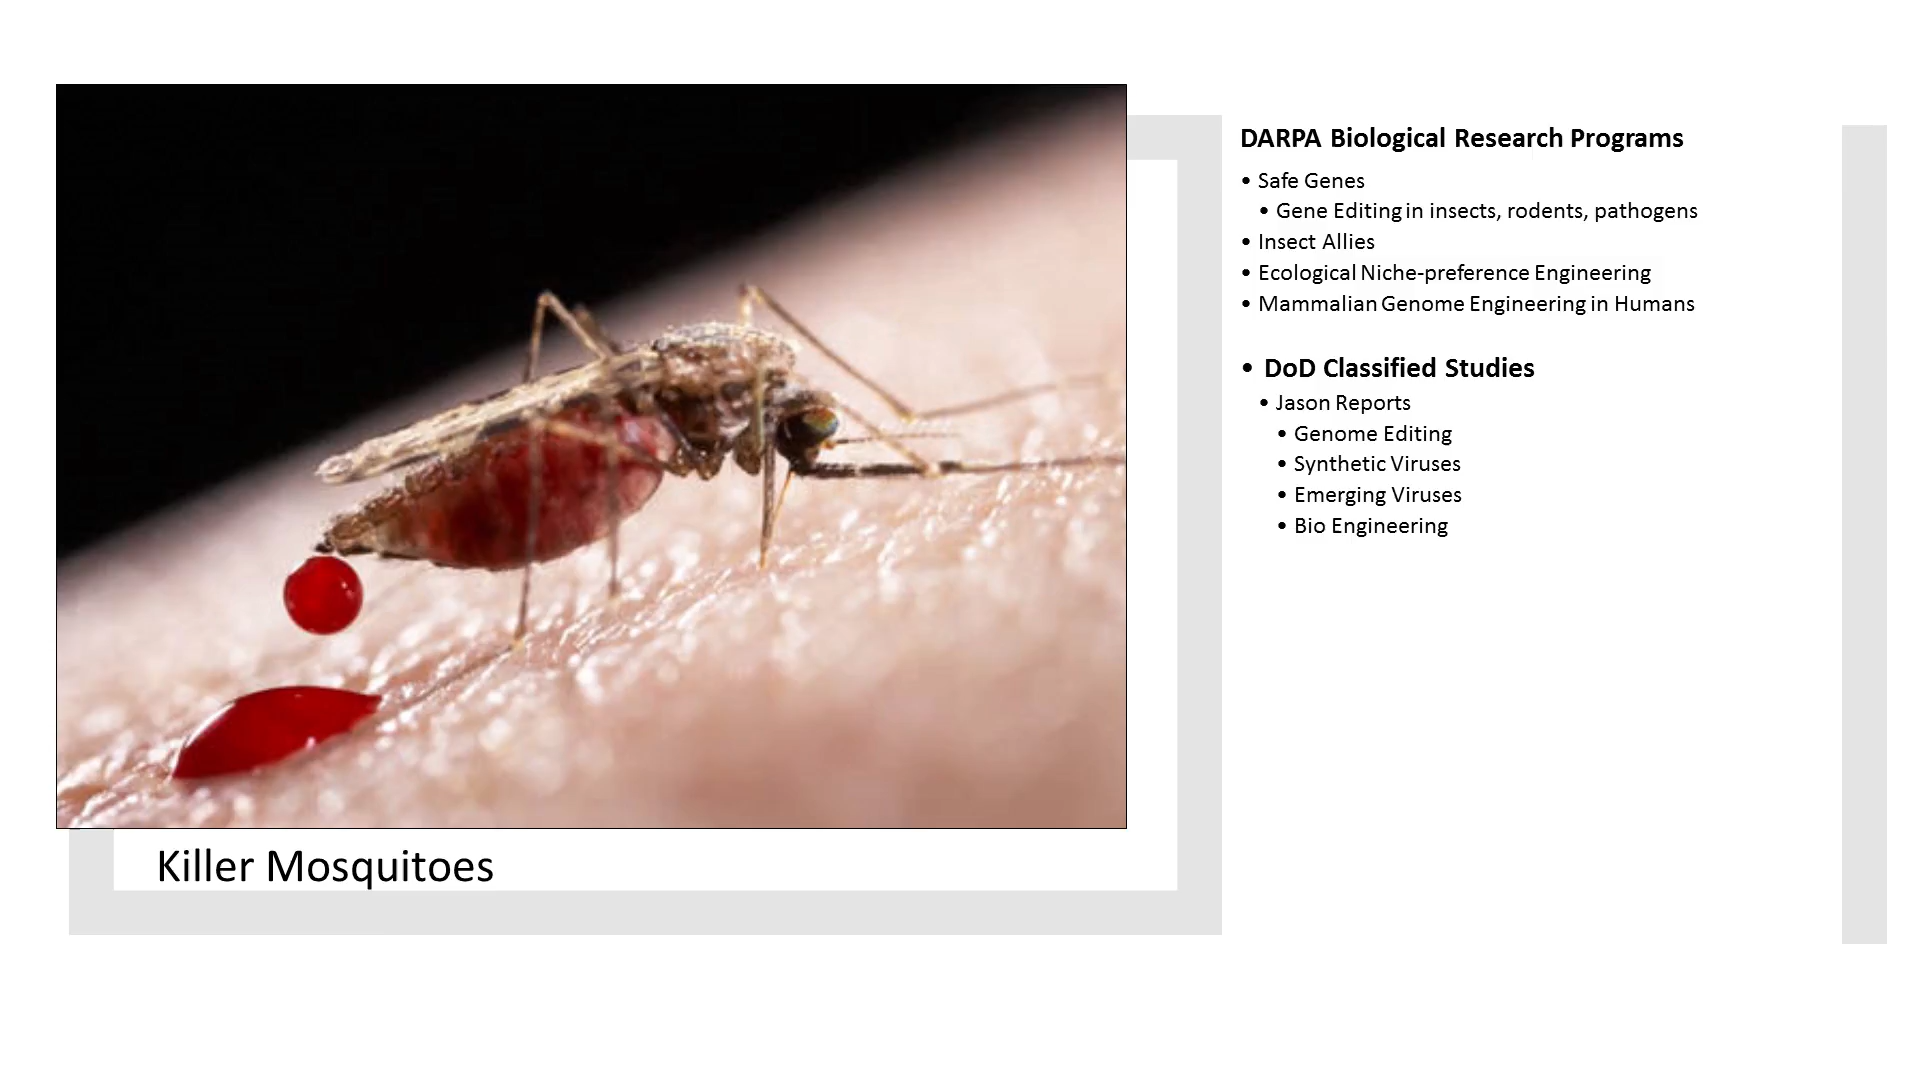 DARPA Biological Research Programs
• Safe Genes
• Gene Editing in insects, rodents, pathogens
• Insect Allies
• Ecological Niche-preference Engineering
• Mammalian Genome Engineering in Humans
• DoD Classified Studies
• Jason Reports
• Genome Editing
• Synthetic Viruses
• Emerging Viruses
• Bio Engineering
Killer Mosquitoes